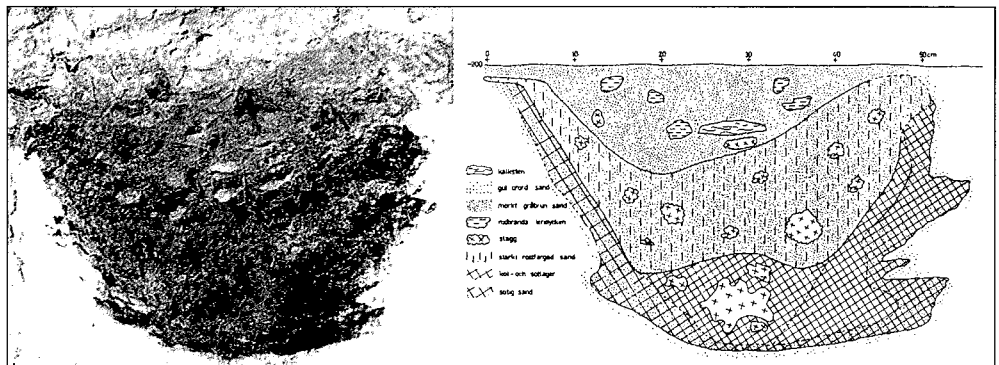 0 10 20 30 40 50 cm
-200
kalksten
gul orörd sand
mörkt gråbrun sand
rödbrända lerstycken
slagg
starkt rostfärgad sand
kol- och sotlager
sotig sand